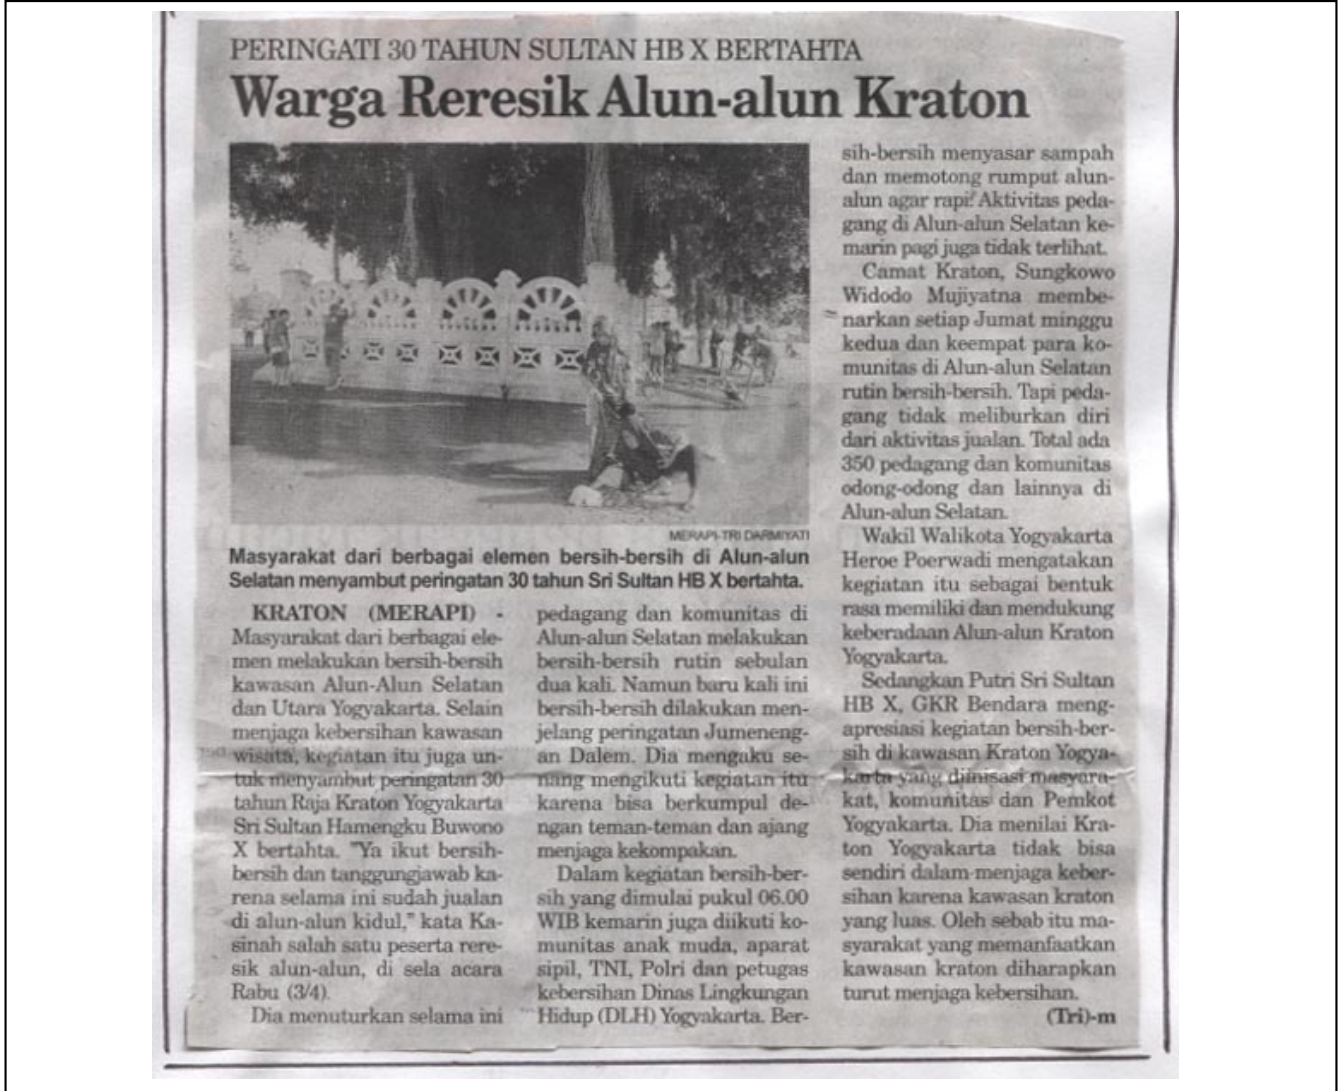 PERINGATI 30 TAHUN SULTAN HB X BERTAHTA
Warga Reresik Alun-alun Kraton
MERAPI-TRI DARMIYATI
Masyarakat dari berbagai elemen bersih-bersih di Alun-alun
Selatan menyambut peringatan 30 tahun Sri Sultan HB X bertahta.
KRATON (MERAPI) -
Masyarakat dari berbagai ele-
men melakukan bersih-bersih
kawasan Alun-Alun Selatan
dan Utara Yogyakarta. Selain
menjaga kebersihan kawasan
wisata, kegiatan itu juga un-
tuk menyambut peringatan 30
tahun Raja Kraton Yogyakarta
Sri Sultan Hamengku Buwono
X bertahta. "Ya ikut bersih-
bersih dan tanggungjawab ka-
rena selama ini sudah jualan
di alun-alun kidul," kata Ka-
sinah salah satu peserta rere-
sik alun-alun, di sela acara
Rabu (3/4).
Dia menuturkan selama ini
pedagang dan komunitas di
Alun-alun Selatan melakukan
bersih-bersih rutin sebulan
dua kali. Namun baru kali ini
bersih-bersih dilakukan men-
jelang peringatan Jumeneng-
an Dalem. Dia mengaku se-
nang mengikuti kegiatan itu
karena bisa berkumpul de-
ngan teman-teman dan ajang
menjaga kekompakan.
Dalam kegiatan bersih-ber-
sih yang dimulai pukul 06.00
WIB kemarin juga diikuti ko-
munitas anak muda, aparat
sipil, TNI, Polri dan petugas
kebersihan Dinas Lingkungan
Hidup (DLH) Yogyakarta. Ber-
sih-bersih menyasar sampah
dan memotong rumput alun-
alun agar rapi. Aktivitas peda-
gang di Alun-alun Selatan ke-
marin pagi juga tidak terlihat.
Camat Kraton, Sungkowo
Widodo Mujiyatna membe-
narkan setiap Jumat minggu
kedua dan keempat para ko-
munitas di Alun-alun Selatan
rutin bersih-bersih. Tapi peda-
gang tidak meliburkan diri
dari aktivitas jualan. Total ada
350 pedagang dan komunitas
odong-odong dan lainnya di
Alun-alun Selatan.
Wakil Walikota Yogyakarta
Heroe Poerwadi mengatakan
kegiatan itu sebagai bentuk
rasa memiliki dan mendukung
keberadaan Alun-alun Kraton
Yogyakarta.
Sedangkan Putri Sri Sultan
HB X, GKR Bendara meng-
apresiasi kegiatan bersih-ber-
sih di kawasan Kraton Yogya-
karta yang diinisasi masyara-
kat, komunitas dan Pemkot
Yogyakarta. Dia menilai Kra-
ton Yogyakarta tidak bisa
sendiri dalam menjaga keber-
sihan karena kawasan kraton
yang luas. Oleh sebab itu ma-
syarakat yang memanfaatkan
kawasan kraton diharapkan
turut menjaga kebersihan.
(Tri)-m